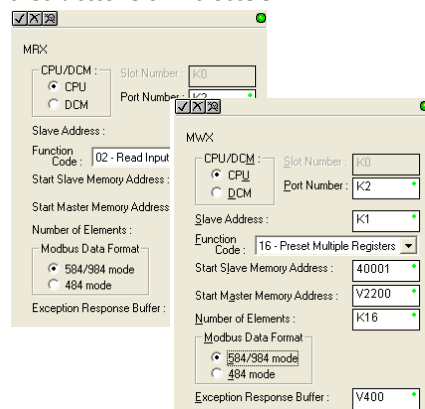 MRX
CPU/DCM :
CPU
DCM
Slot Number : K0
Port Number : K2
Slave Address :
Function Code : 02 - Read Input
Start Slave Memory Address :
Start Master Memory Address
Number of Elements :
Modbus Data Format
584/984 mode
484 mode
Exception Response Buffer :
MWX
CPU/DCM :
CPU
DCM
Slot Number : K0
Port Number : K2
Slave Address : K1
Function Code : 16 - Preset Multiple Registers
Start Slave Memory Address : 40001
Start Master Memory Address : V2200
Number of Elements : K16
Modbus Data Format
584/984 mode
484 mode
Exception Response Buffer : V400